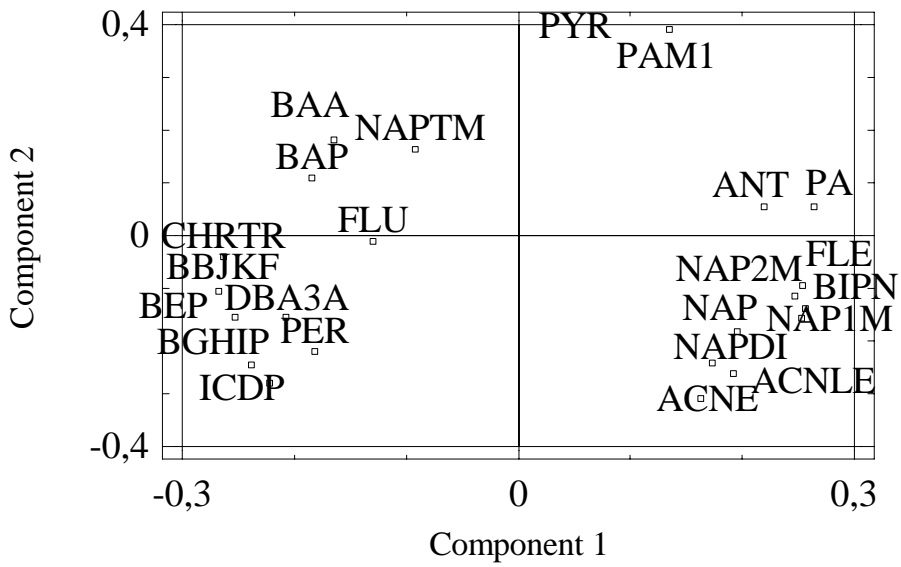 0,4
PYR
PAM1
BAA
NAPTM
BAP
ANT PA
FLU
0
CHRTR
FLE
BBJKF
NAP2M
BIPN
BEP
DBA3A
NAP
NAP1M
BGHIP
PER
NAPDI
ICDP
ACNLE
ACNE
-0,4
-0,3
0
0,3
Component 1
Component 2